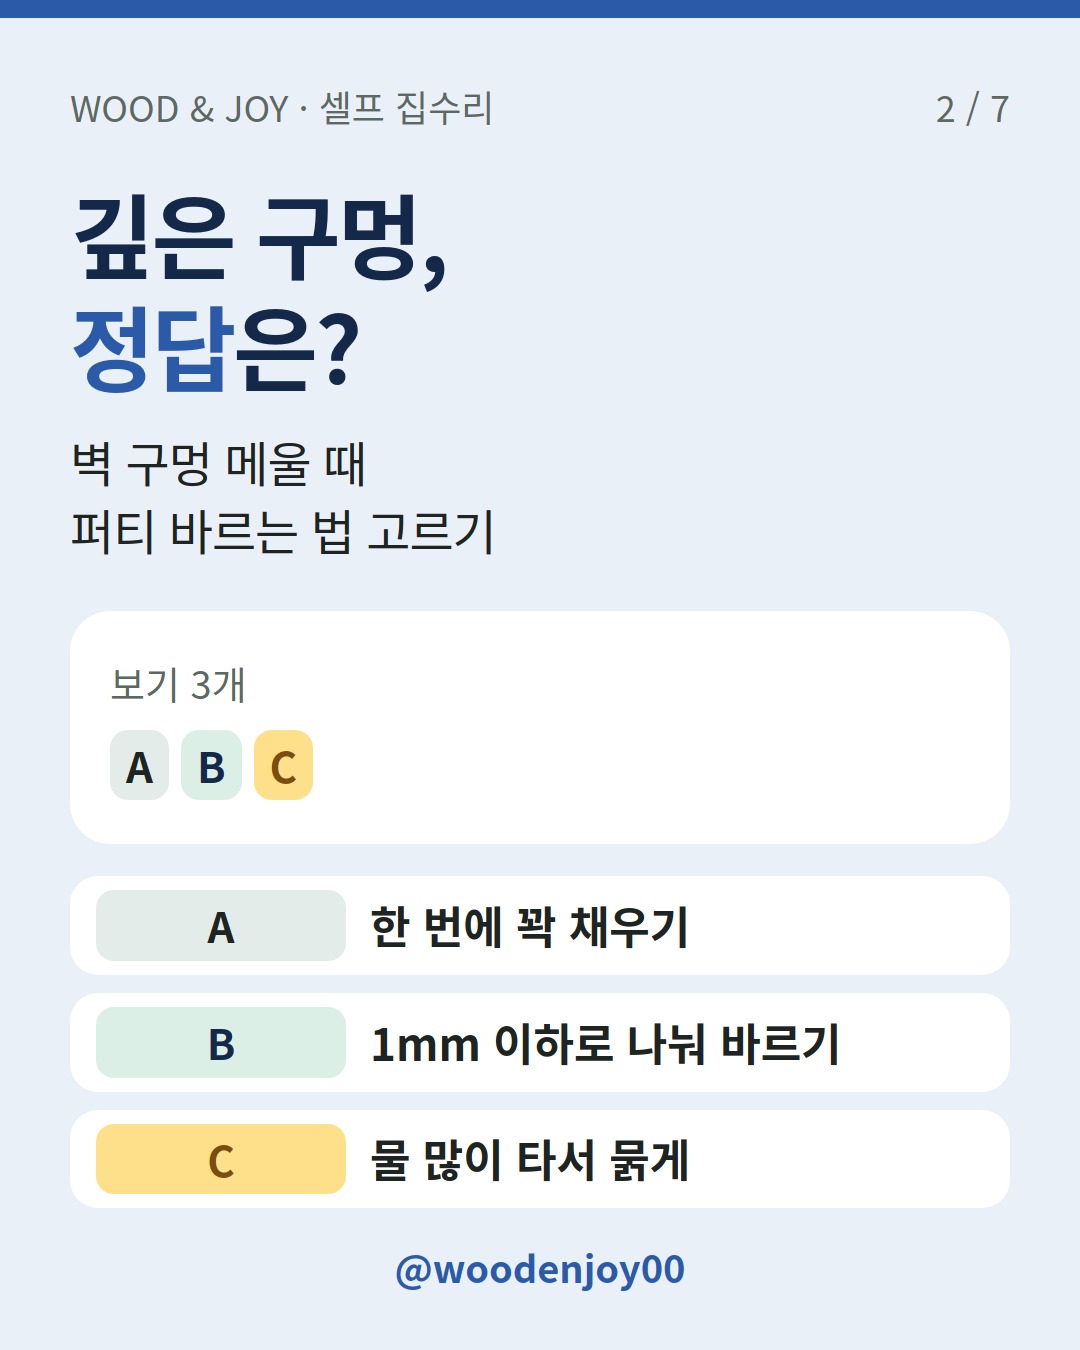 WOOD & JOY · 셀프 집수리
2 / 7
깊은 구멍,
정답은?
벽 구멍 메울 때
퍼티 바르는 법 고르기
보기 3개
A B C
A 한 번에 꽉 채우기
B 1mm 이하로 나눠 바르기
C 물 많이 타서 묽게
@woodenjoy00